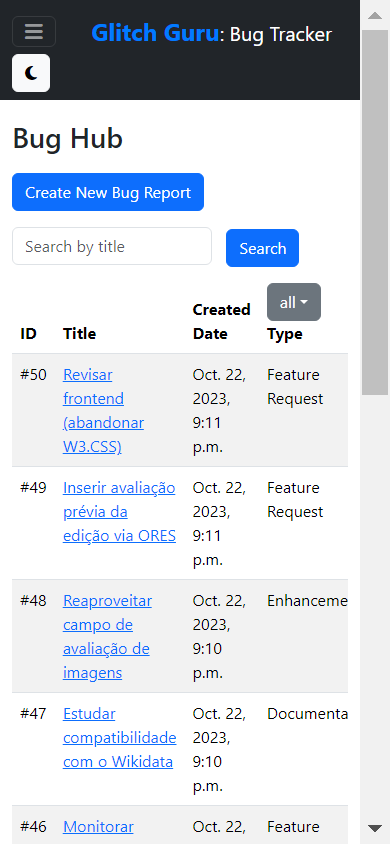 Glitch Guru: Bug Tracker
Bug Hub
Create New Bug Report
Search by title
Search
all
ID Title Created Date Type
#50 Revisar frontend (abandonar W3.CSS) Oct. 22, 2023, 9:11 p.m. Feature Request
#49 Inserir avaliação prévia da edição via ORES Oct. 22, 2023, 9:11 p.m. Feature Request
#48 Reaproveitar campo de avaliação de imagens Oct. 22, 2023, 9:10 p.m. Enhanceme
#47 Estudar compatibilidade com o Wikidata Oct. 22, 2023, 9:10 p.m. Documenta
#46 Monitorar Oct. 22, Feature